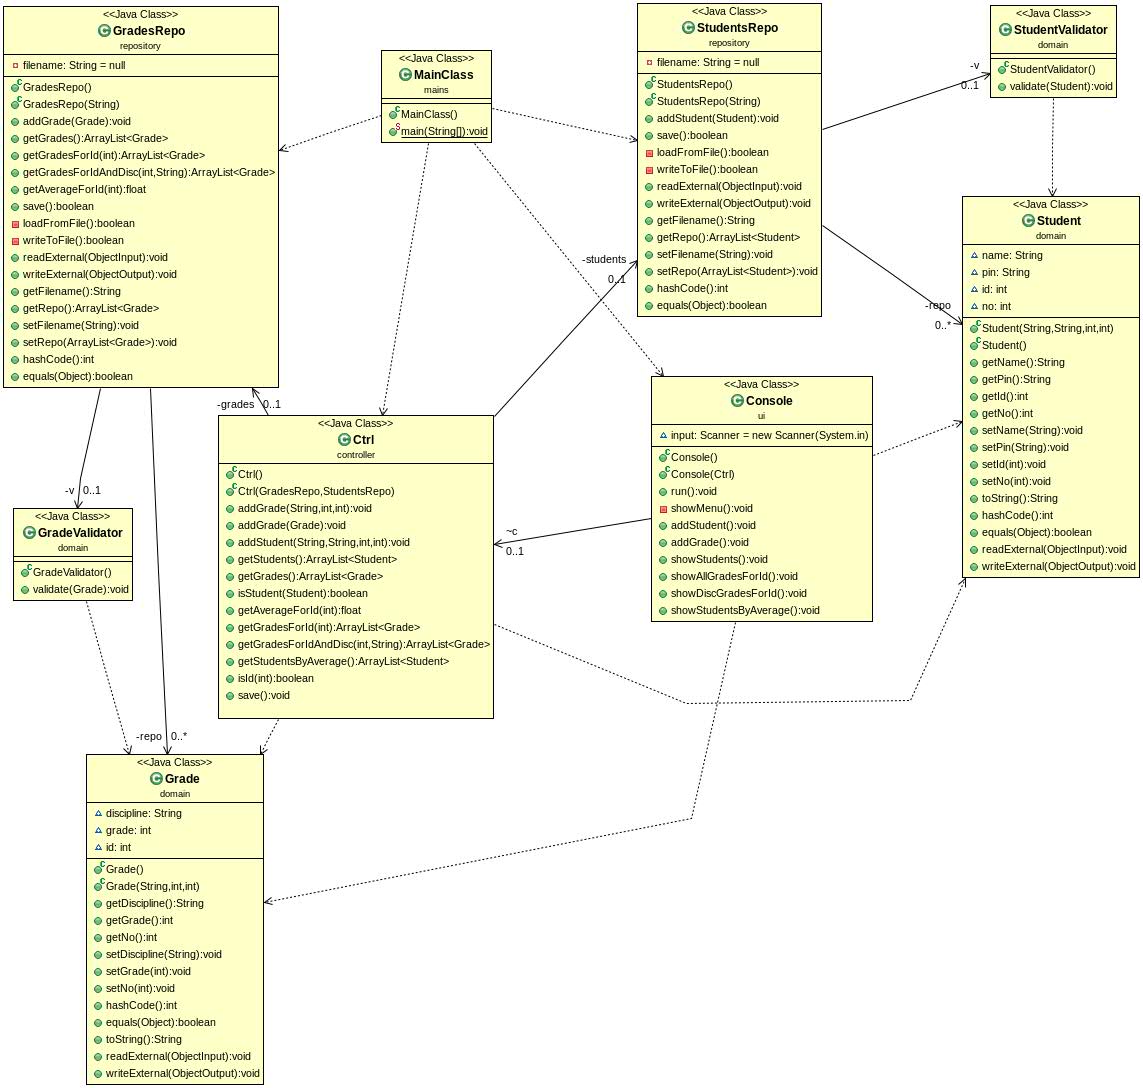 <<Java Class>>
GradesRepo
repository
filename: String = null
GradesRepo()
GradesRepo(String)
addGrade(Grade):void
getGrades():ArrayList<Grade>
getGradesForId(int):ArrayList<Grade>
getGradesForIdAndDisc(int,String):ArrayList<Grade>
getAverageForId(int):float
save():boolean
loadFromFile():boolean
writeToFile():boolean
readExternal(ObjectInput):void
writeExternal(ObjectOutput):void
getFilename():String
getRepo():ArrayList<Grade>
setFilename(String):void
setRepo(ArrayList<Grade>):void
hashCode():int
equals(Object):boolean
<<Java Class>>
MainClass
mains
MainClass()
main(String[]):void
<<Java Class>>
StudentsRepo
repository
filename: String = null
StudentsRepo()
StudentsRepo(String)
addStudent(Student):void
save():boolean
loadFromFile():boolean
writeToFile():boolean
readExternal(ObjectInput):void
writeExternal(ObjectOutput):void
getFilename():String
getRepo():ArrayList<Student>
setFilename(String):void
setRepo(ArrayList<Student>):void
hashCode():int
equals(Object):boolean
<<Java Class>>
StudentValidator
domain
StudentValidator()
validate(Student):void
-v
0..1
<<Java Class>>
Student
domain
name: String
pin: String
id: int
no: int
Student(String,String,int,int)
Student()
getName():String
getPin():String
getId():int
getNo():int
setName(String):void
setPin(String):void
setId(int):void
setNo(int):void
toString():String
hashCode():int
equals(Object):boolean
readExternal(ObjectInput):void
writeExternal(ObjectOutput):void
-students
0..1
-repo
0..*
-grades
0..1
<<Java Class>>
Ctrl
controller
Ctrl()
Ctrl(GradesRepo,StudentsRepo)
addGrade(String,int,int):void
addGrade(Grade):void
addStudent(String,String,int,int):void
getStudents():ArrayList<Student>
getGrades():ArrayList<Grade>
isStudent(Student):boolean
getAverageForId(int):float
getGradesForId(int):ArrayList<Grade>
getGradesForIdAndDisc(int,String):ArrayList<Grade>
getStudentsByAverage():ArrayList<Student>
isId(int):boolean
save():void
<<Java Class>>
Console
ui
input: Scanner = new Scanner(System.in)
Console()
Console(Ctrl)
run():void
showMenu():void
addStudent():void
addGrade():void
showStudents():void
showAllGradesForId():void
showDiscGradesForId():void
showStudentsByAverage():void
~c
0..1
-v
0..1
<<Java Class>>
GradeValidator
domain
GradeValidator()
validate(Grade):void
-repo
0..*
<<Java Class>>
Grade
domain
discipline: String
grade: int
id: int
Grade()
Grade(String,int,int)
getDiscipline():String
getGrade():int
getNo():int
setDiscipline(String):void
setGrade(int):void
setNo(int):void
hashCode():int
equals(Object):boolean
toString():String
readExternal(ObjectInput):void
writeExternal(ObjectOutput):void